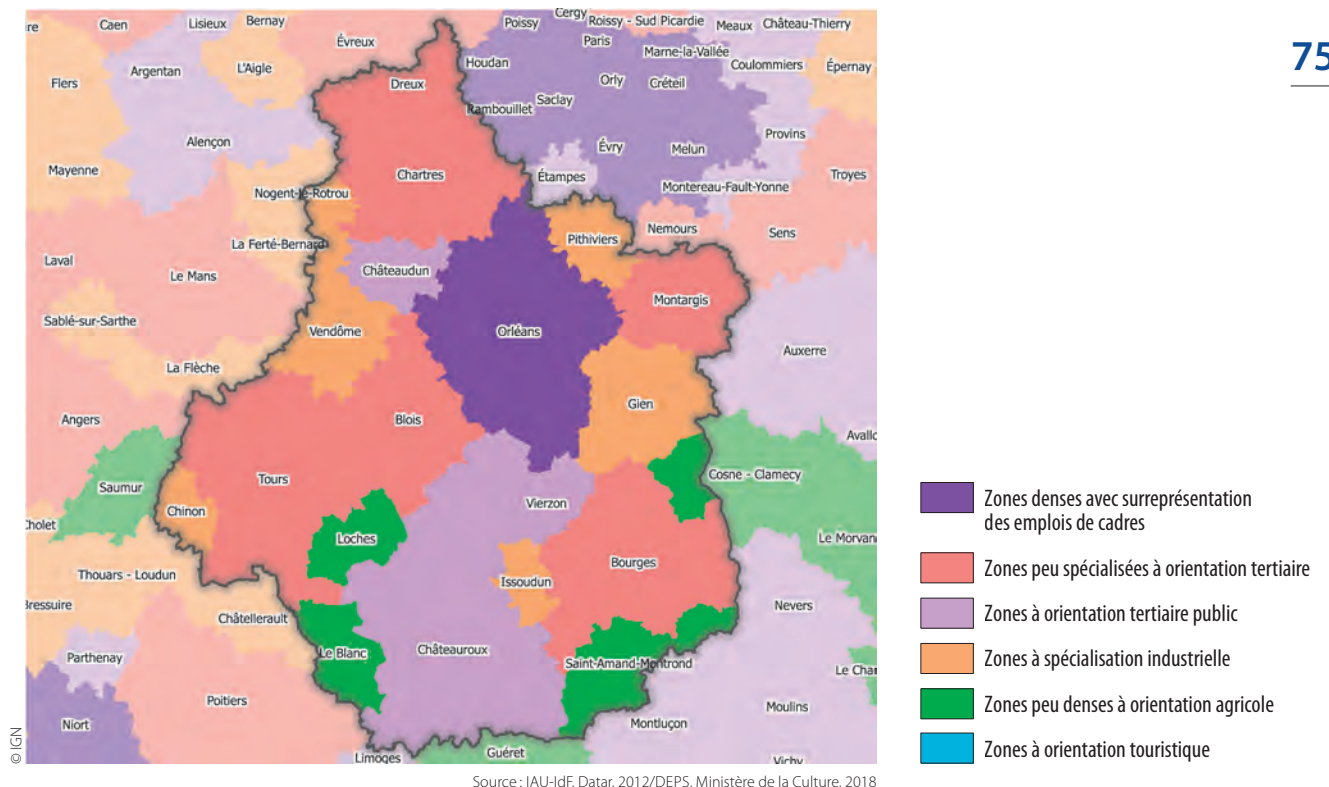 Caen
Lisieux
Bernay
Évreux
Poissy
Cergy
Roissy - Sud Picardie
Meaux
Château-Thierry
75
Paris
Marne-la-Vallée
Houdan
Coulommiers
Épernay
Argentan
L'Aigle
Flers
Dreux
Orly
Créteil
Rambouillet
Saclay
Alençon
Évry
Melun
Provins
Mayenne
Chartres
Étampes
Montereau-Fault-Yonne
Troyes
Nogent-le-Rotrou
Nemours
Sens
Pithiviers
La Ferté-Bernard
Laval
Le Mans
Châteaudun
Montargis
Sablé-sur-Sarthe
Vendôme
Orléans
Auxerre
La Flèche
Gien
Angers
Blois
Avallo
Cosne - Clamecy
Saumur
Tours
Vierzon
Chinon
Cholet
Loches
Le Morvan
Thouars - Loudun
Issoudun
Bourges
Bressuire
Châtellerault
Nevers
Parthenay
Le Blanc
Châteauroux
Saint-Amand-Montrond
Le Char
Poitiers
Niort
Montluçon
Moulins
Limoges
Guéret
Vichy
© IGN
Source : IAU-IdF, Datar, 2012/DEPS, Ministère de la Culture, 2018
Zones denses avec surreprésentation
des emplois de cadres
Zones peu spécialisées à orientation tertiaire
Zones à orientation tertiaire public
Zones à spécialisation industrielle
Zones peu denses à orientation agricole
Zones à orientation touristique